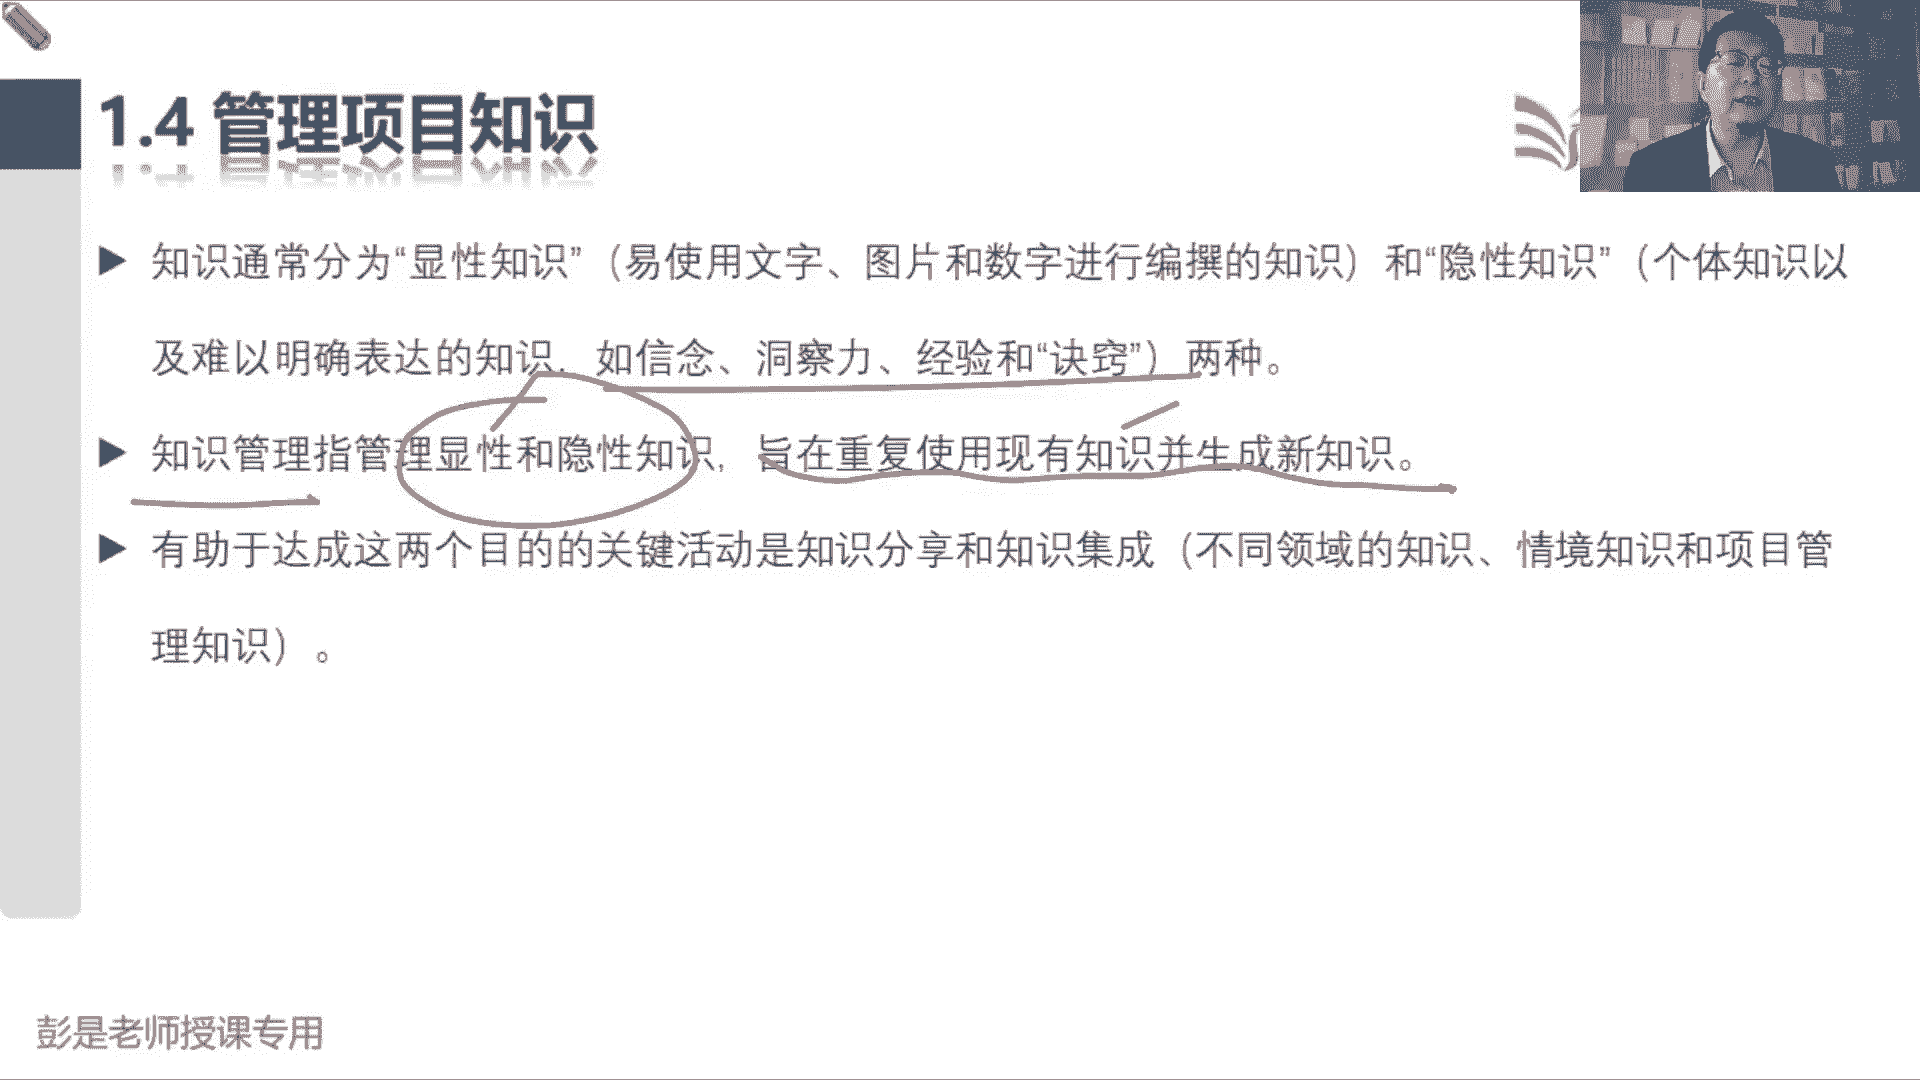 1.4 管理项目知识
知识通常分为“显性知识”（易使用文字、图片和数字进行编撰的知识）和“隐性知识”（个体知识以
及难以明确表达的知识，如信念、洞察力、经验和“诀窍”）两种。
知识管理指管理显性和隐性知识，旨在重复使用现有知识并生成新知识。
有助于达成这两个目的的关键活动是知识分享和知识集成（不同领域的知识、情境知识和项目管
理知识）。
彭是老师授课专用